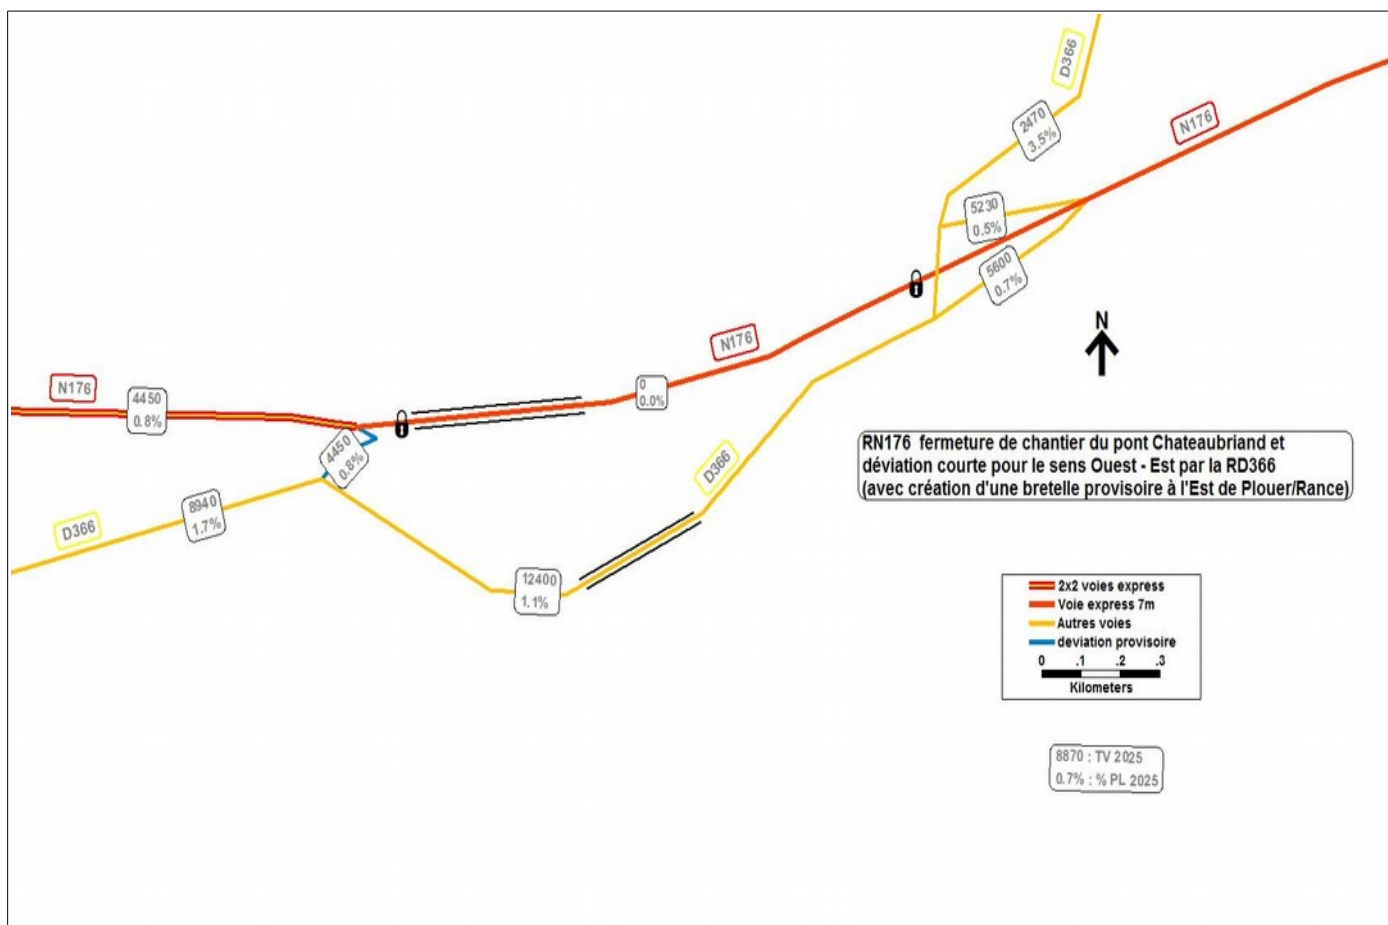 D366
2470
3.5%
N176
5230
0.5%
5600
0.7%
N
N176
N176
4450
0.8%
0
0.0%
4450
0.8%
RN176 fermeture de chantier du pont Chateaubriand et
déviation courte pour le sens Ouest - Est par la RD366
(avec création d'une bretelle provisoire à l'Est de Plouer/Rance)
D366
8940
1.7%
D366
12400
1.1%
2x2 voies express
Voie express 7m
Autres voies
deviation provisoire
0 .1 .2 .3
Kilometers
8870 : TV 2025
0.7% : % PL 2025